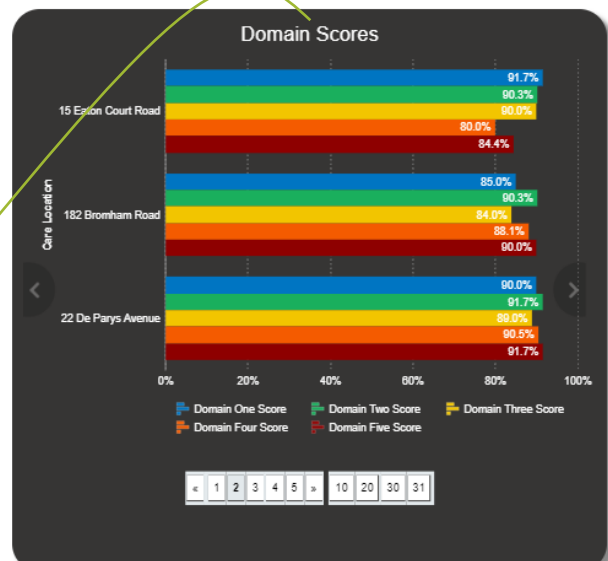 Domain Scores
91.7%
90.3%
15 Eaton Court Road
90.0%
80.0%
84.4%
Care Location
85.0%
90.3%
182 Bromham Road
84.0%
88.1%
90.0%
90.0%
91.7%
22 De Parys Avenue
89.0%
90.5%
91.7%
0% 20% 40% 60% 80% 100%
Domain One Score Domain Two Score Domain Three Score
Domain Four Score Domain Five Score
« 1 2 3 4 5 » 10 20 30 31